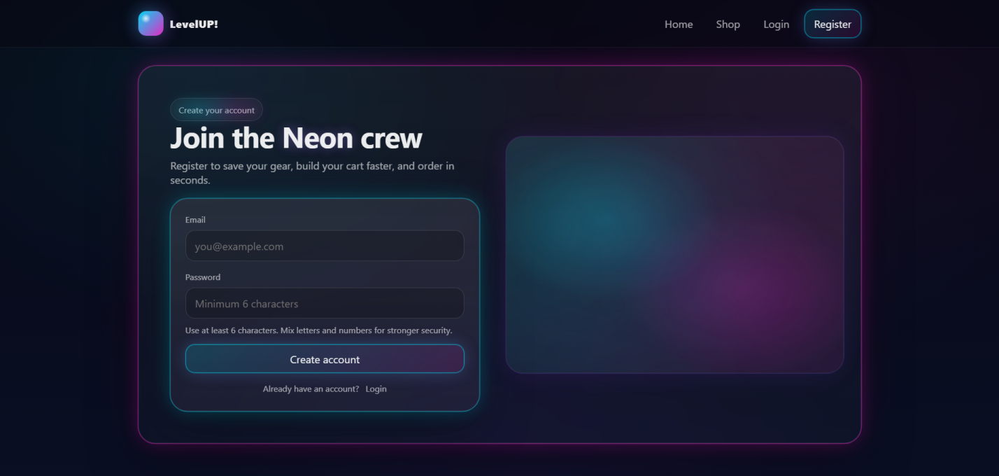 LevelUP!
Home
Shop
Login
Register
Create your account
Join the Neon crew
Register to save your gear, build your cart faster, and order in
seconds.
Email
you@example.com
Password
Minimum 6 characters
Use at least 6 characters. Mix letters and numbers for stronger security.
Create account
Already have an account? Login